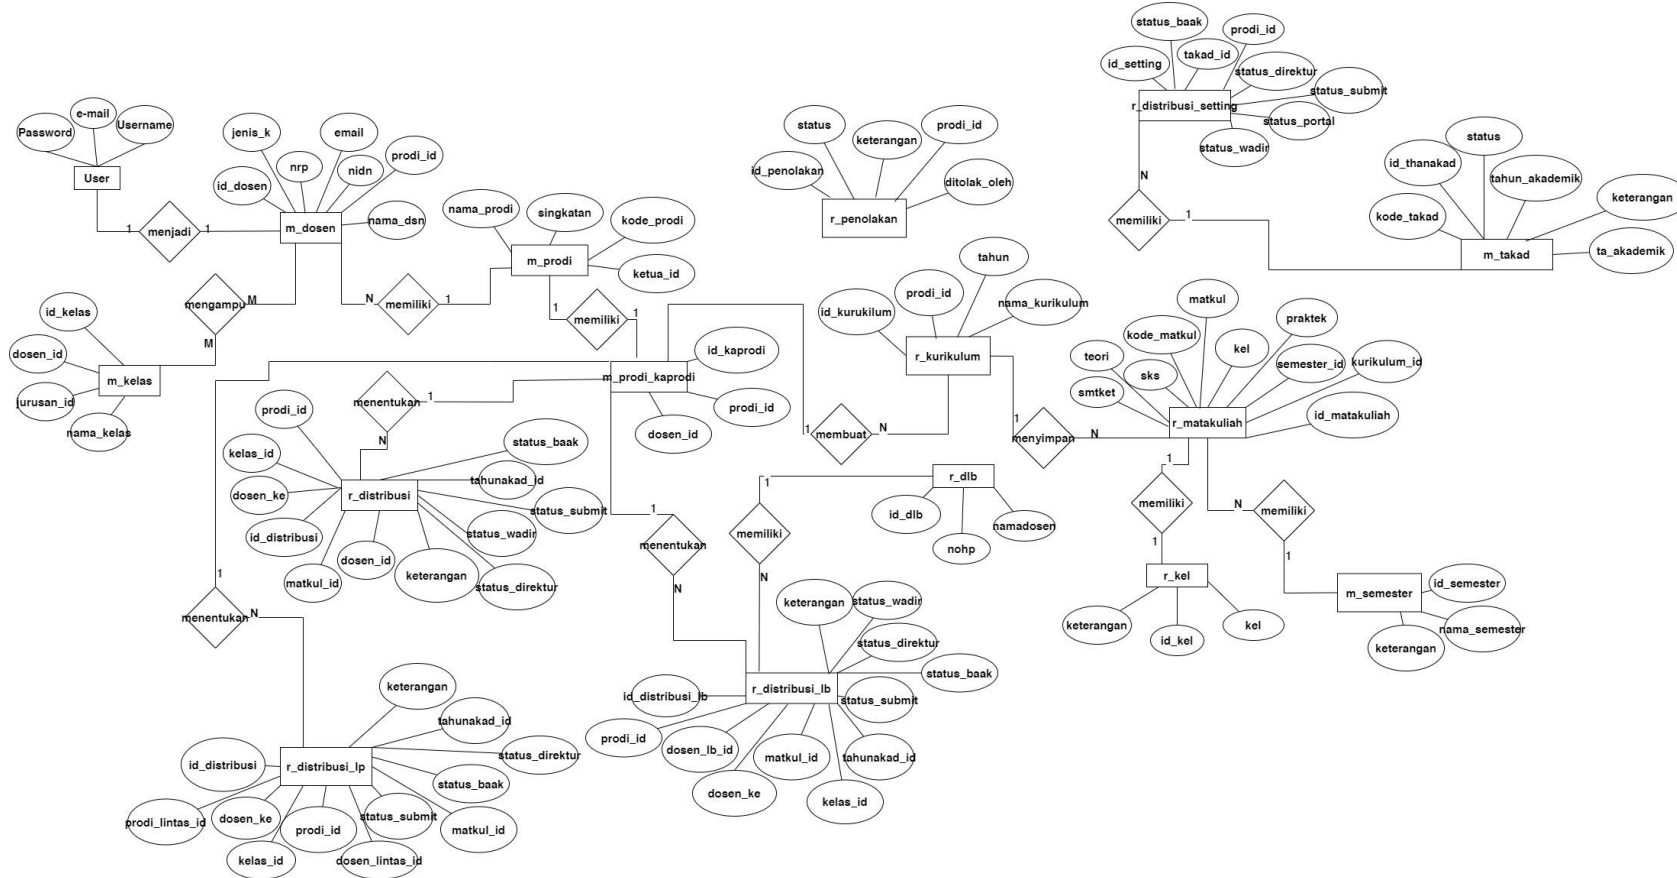 status_baak
prodi_id
takad_id
id_setting
status_direktur
status_submit
r_distribusi_setting
status_portal
status_wadir
N
memiliki
1
status
id_thanakad
tahun_akademik
keterangan
kode_takad
ta_akademik
m_takad
e-mail
Username
Password
User
1
menjadi
1
jenis_k
email
nrp
nidn
prodi_id
id_dosen
nama_dsn
m_dosen
mengampu
M
M
N
memiliki
1
nama_prodi
singkatan
kode_prodi
ketua_id
m_prodi
1
memiliki
1
status
keterangan
prodi_id
id_penolakan
ditolak_oleh
r_penolakan
id_kelas
dosen_id
m_kelas
jurusan_id
nama_kelas
id_kaprodi
m_prodi_kaprodi
prodi_id
dosen_id
menentukan
1
N
tahun
prodi_id
nama_kurikulum
id_kurukilum
r_kurikulum
1
membuat
N
1
menyimpan
N
matkul
praktek
kode_matkul
kel
teori
semester_id
kurikulum_id
sks
smtket
id_matakuliah
r_matakuliah
1
memiliki
1
N
memiliki
1
prodi_id
status_baak
kelas_id
tahunakad_id
dosen_ke
r_distribusi
status_submit
id_distribusi
status_wadir
dosen_id
matkul_id
keterangan
status_direktur
1
menentukan
N
1
menentukan
N
r_dlb
id_dlb
namadosen
nohp
1
memiliki
N
r_kel
keterangan
id_kel
kel
m_semester
id_semester
nama_semester
keterangan
keterangan
status_wadir
status_direktur
status_baak
id_distribusi_lb
r_distribusi_lb
status_submit
prodi_id
dosen_lb_id
matkul_id
tahunakad_id
dosen_ke
kelas_id
keterangan
tahunakad_id
status_direktur
id_distribusi
r_distribusi_lp
status_baak
prodi_lintas_id
dosen_ke
prodi_id
status_submit
matkul_id
kelas_id
dosen_lintas_id